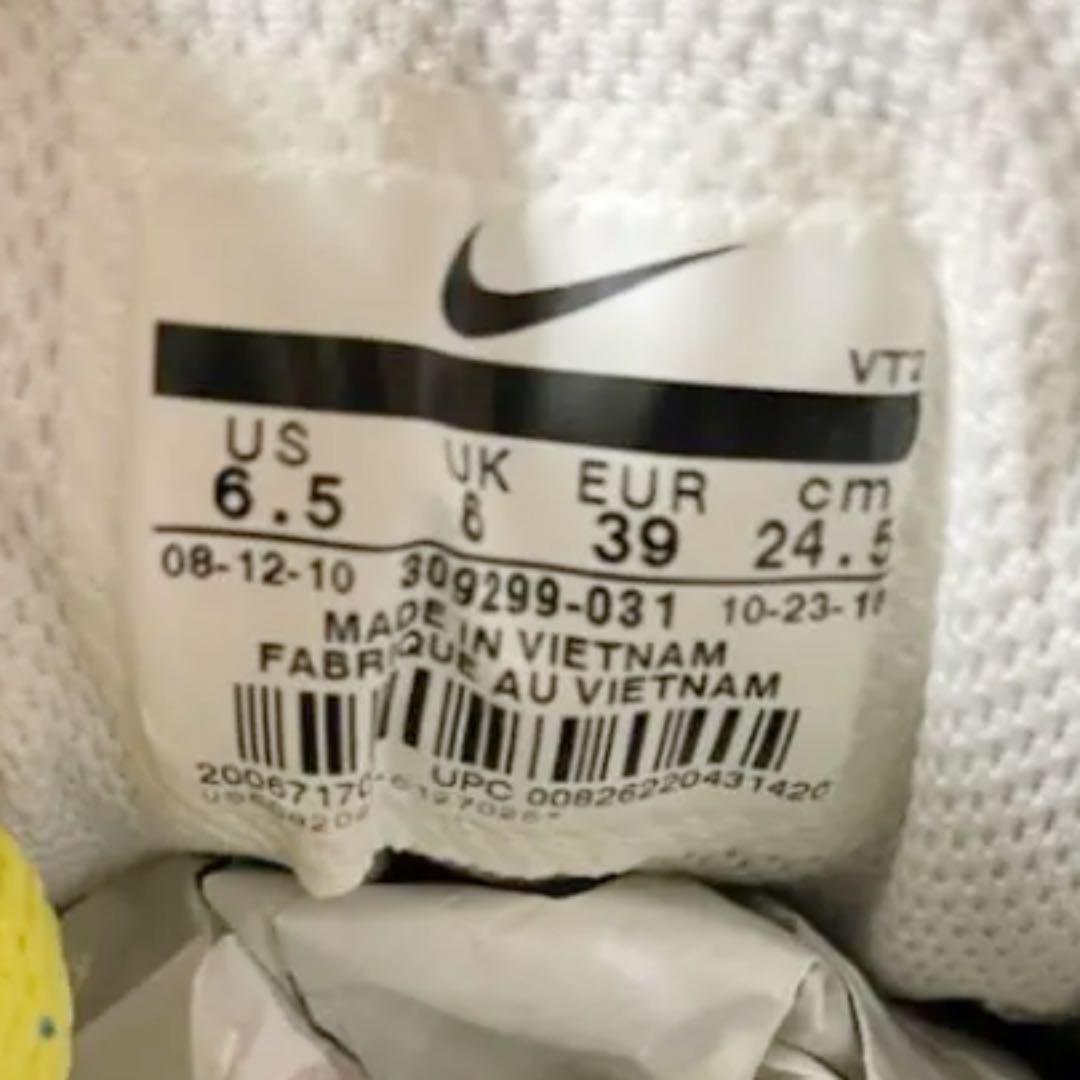 VT2
US UK EUR cm
6.5 6 39 24.5
08-12-10 309299-031
MADE IN VIETNAM
FABRIQUE AU VIETNAM
UPC 00826220431420